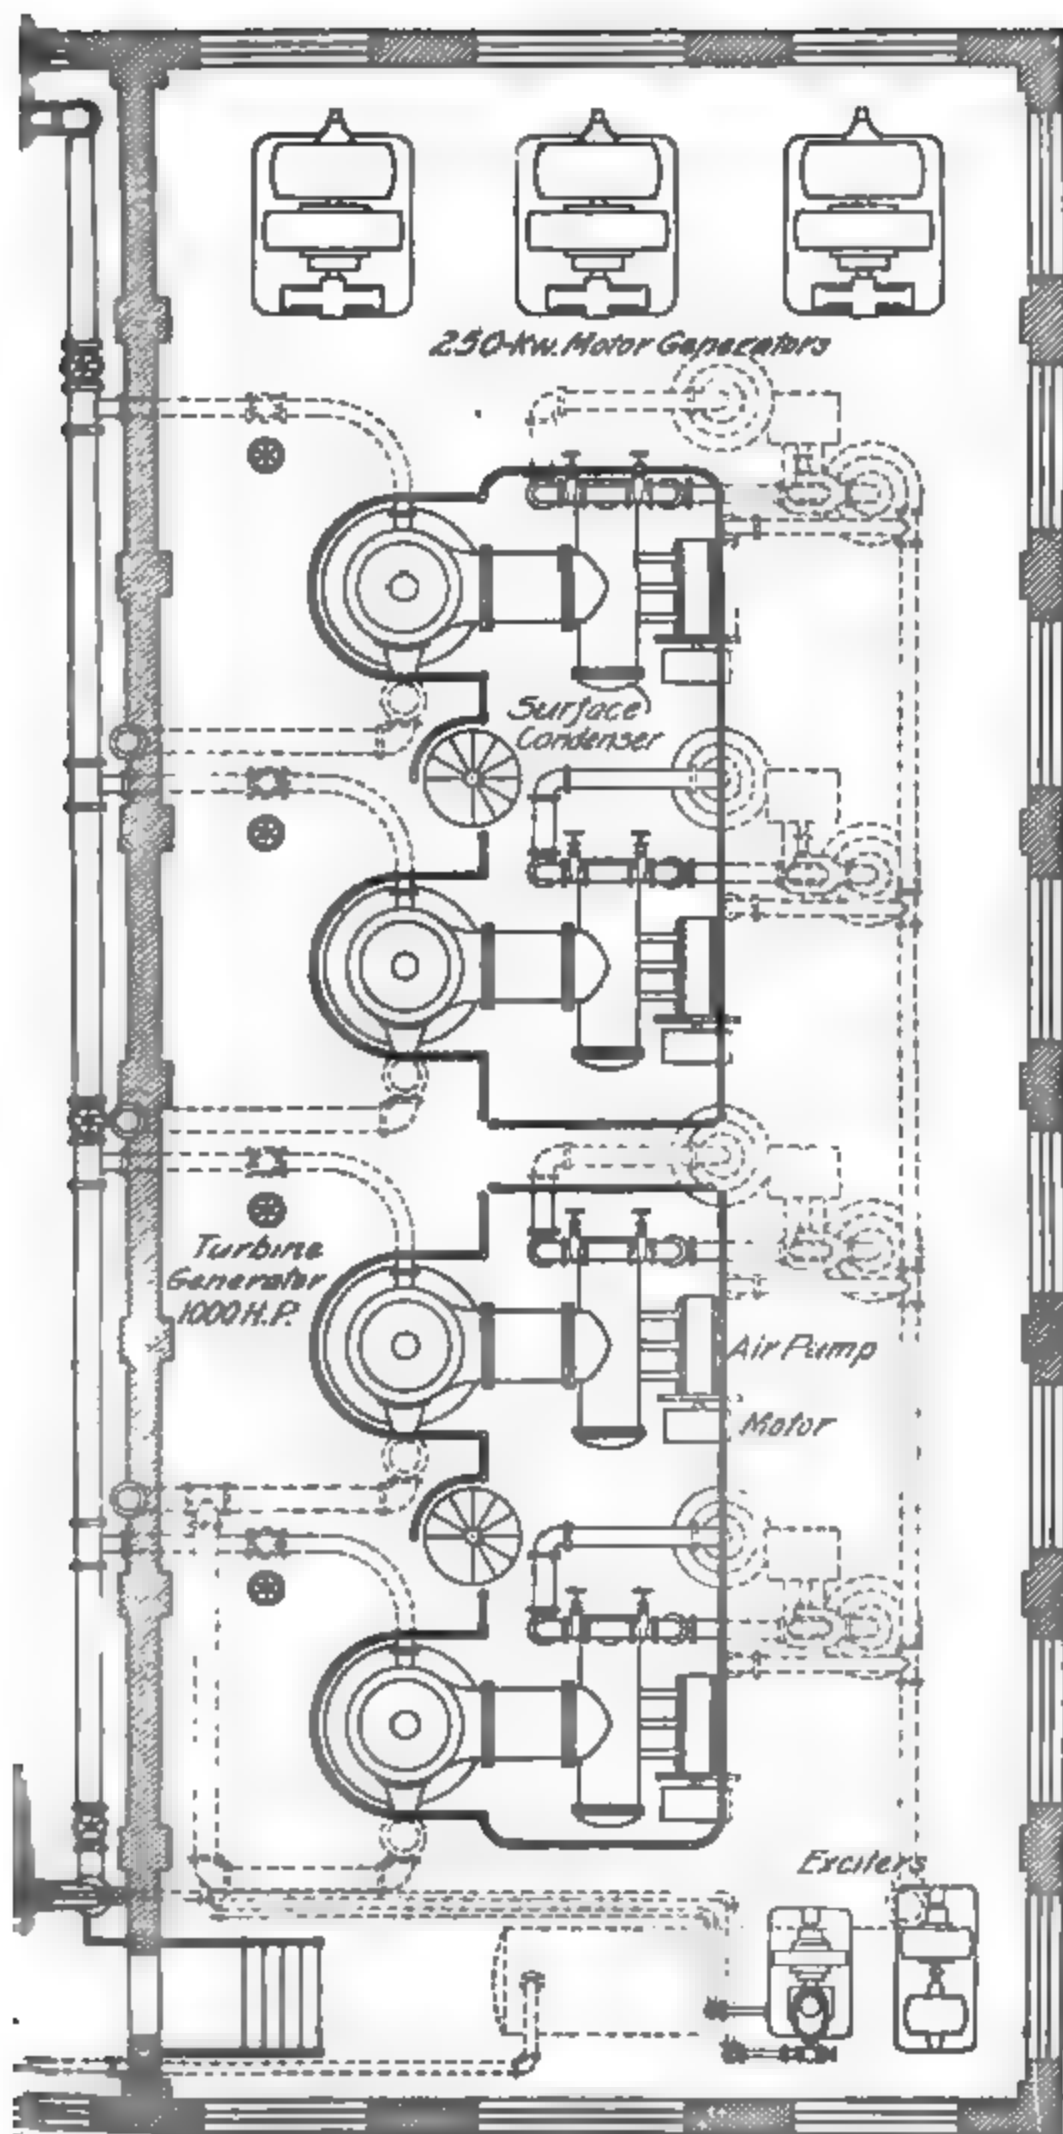 250-Kw. Motor Generators
Surface
Condenser
Turbine
Generator
1000 H.P.
Air Pump
Motor
Exciters